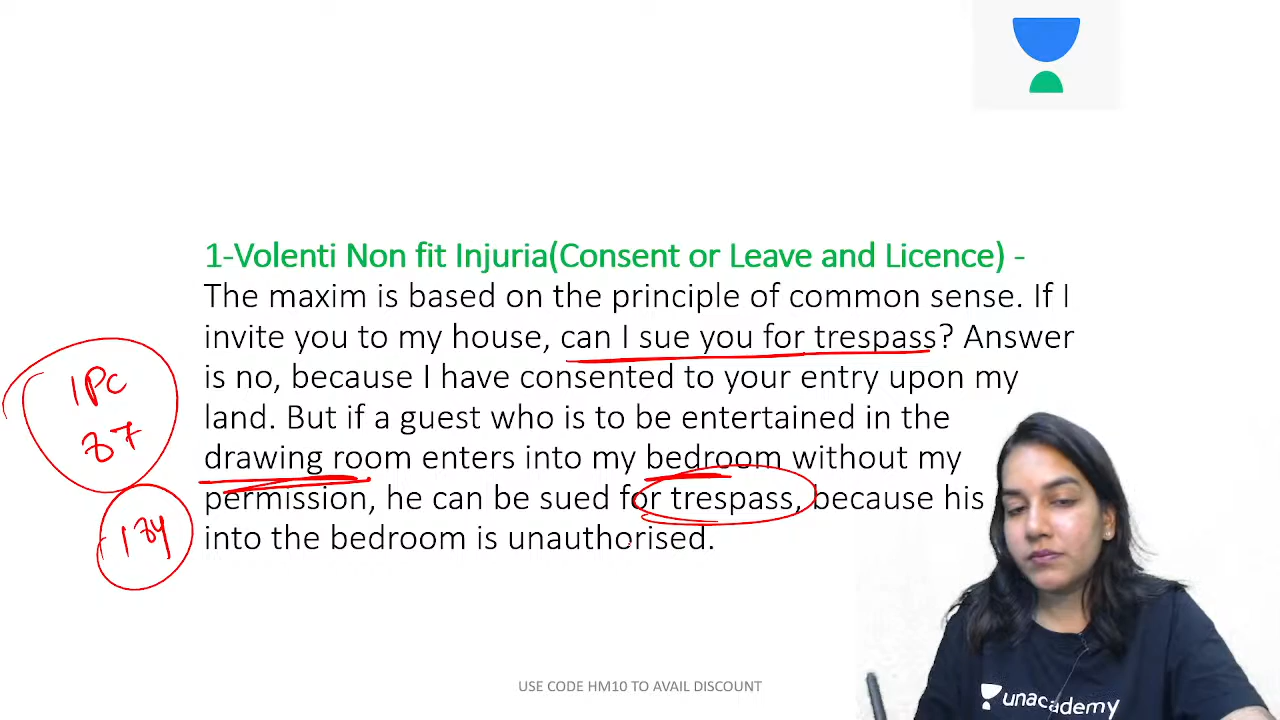 1-Volenti Non fit Injuria(Consent or Leave and Licence) -
The maxim is based on the principle of common sense. If I
invite you to my house, can I sue you for trespass? Answer
is no, because I have consented to your entry upon my
land. But if a guest who is to be entertained in the
drawing room enters into my bedroom without my
permission, he can be sued for trespass, because his
into the bedroom is unauthorised.
IPC
87
USE CODE HM10 TO AVAIL DISCOUNT
unacademy